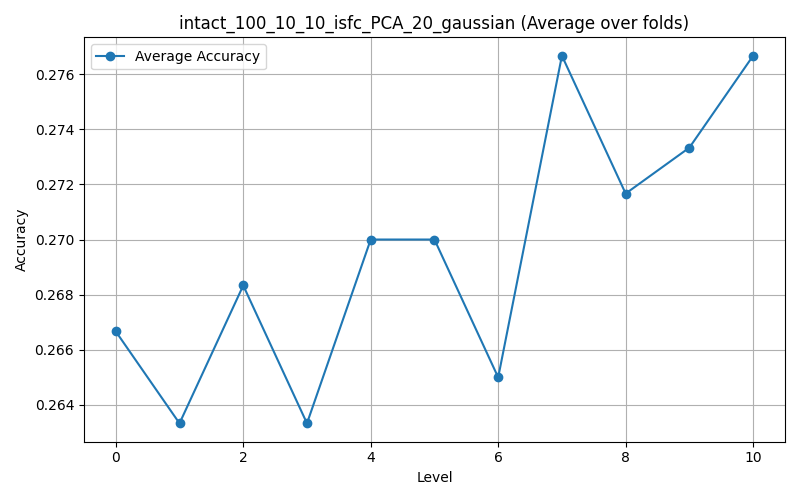 intact_100_10_10_isfc_PCA_20_gaussian (Average over folds)
Average Accuracy
Accuracy
0.276
0.274
0.272
0.270
0.268
0.266
0.264
0 2 4 6 8 10
Level